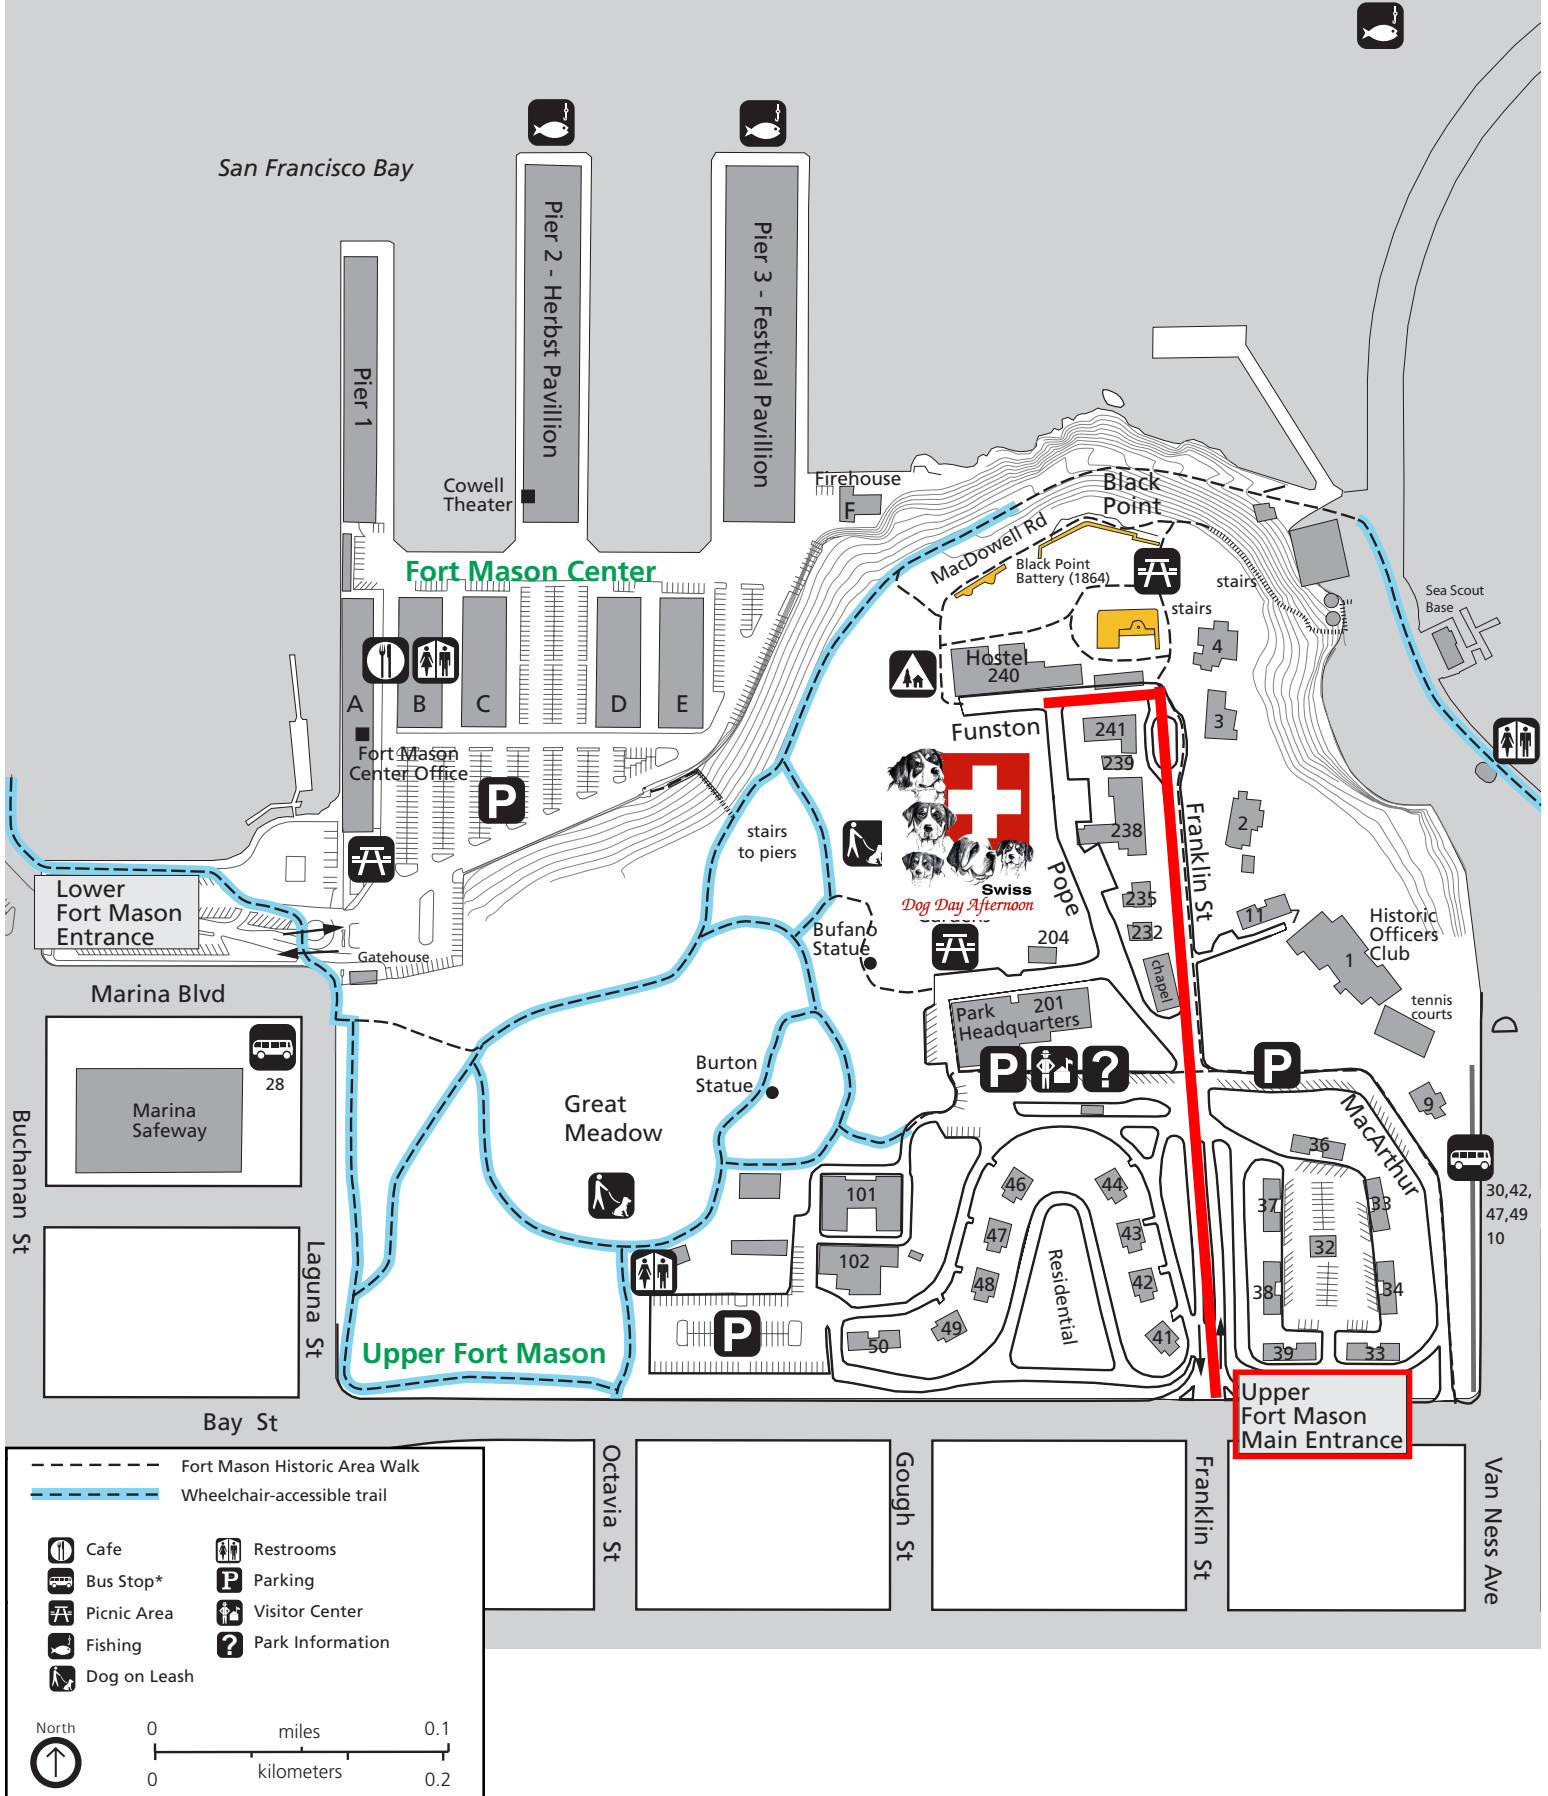 San Francisco Bay
Pier 1
Pier 2 - Herbst Pavillion
Pier 3 - Festival Pavillion
Cowell
Theater
Firehouse
F
Black
Point
MacDowell Rd
Black Point
Battery (1864)
stairs
stairs
Sea Scout
Base
Fort Mason Center
A
B
C
D
E
Fort Mason
Center Office
P
Hostel
240
4
3
Funston
241
239
238
2
Franklin St
Pope
235
232
11
7
Historic
Officers
Club
1
tennis
courts
stairs
to piers
Swiss
Dog Day Afternoon
Gardens
Bufano
Statue
204
chapel
Lower
Fort Mason
Entrance
Gatehouse
Marina Blvd
28
Marina
Safeway
Buchanan St
Laguna St
Park
Headquarters
201
P
?
P
MacArthur
9
Burton
Statue
Great
Meadow
101
102
46
47
48
49
50
44
43
42
41
Residential
36
37
33
32
38
34
39
33
30,42,
47,49
10
P
Upper Fort Mason
Upper
Fort Mason
Main Entrance
Bay St
Octavia St
Gough St
Franklin St
Van Ness Ave
Fort Mason Historic Area Walk
Wheelchair-accessible trail
Cafe
Bus Stop*
Picnic Area
Fishing
Dog on Leash
Restrooms
P Parking
Visitor Center
? Park Information
North
0 miles 0.1
0 kilometers 0.2